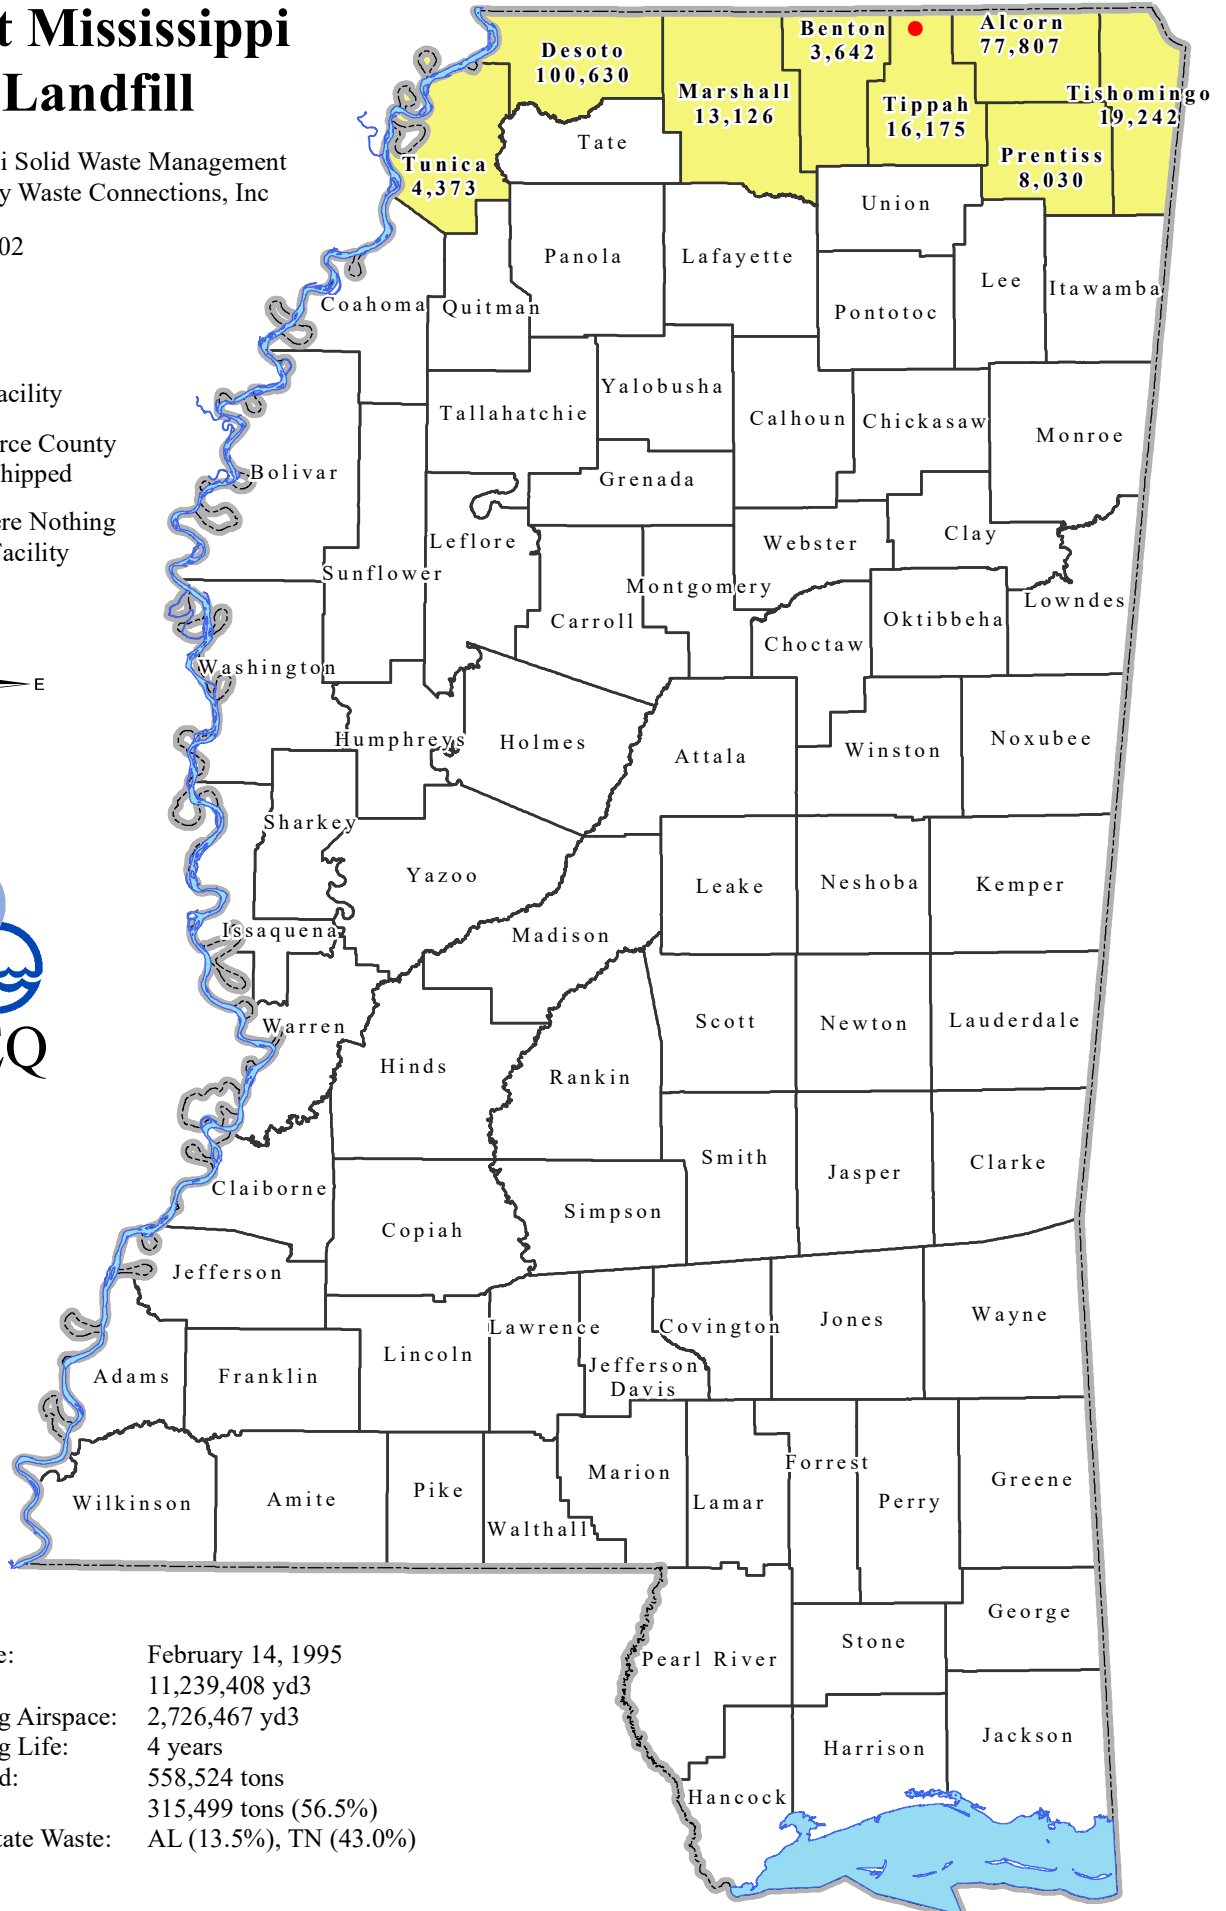 t Mississippi
Landfill
i Solid Waste Management
y Waste Connections, Inc
02
acility
rce County
hipped
ere Nothing
Facility
E
CQ
Desoto
100,630
Benton
3,642
Alcorn
77,807
Marshall
13,126
Tippah
16,175
Tishomingo
19,242
Tate
Tunica
4,373
Prentiss
8,030
Union
Panola
Lafayette
Lee
Itawamba
Coahoma
Quitman
Pontotoc
Yalobusha
Tallahatchie
Calhoun
Chickasaw
Monroe
Bolivar
Grenada
Leflore
Webster
Clay
Sunflower
Montgomery
Lowndes
Carroll
Oktibbeha
Choctaw
Washington
Humphreys
Holmes
Attala
Winston
Noxubee
Sharkey
Yazoo
Leake
Neshoba
Kemper
Issaquena
Madison
Warren
Scott
Newton
Lauderdale
Hinds
Rankin
Smith
Jasper
Clarke
Claiborne
Copiah
Simpson
Jefferson
Lawrence
Covington
Jones
Wayne
Adams
Franklin
Lincoln
Jefferson
Davis
Wilkinson
Amite
Pike
Walthall
Marion
Lamar
Forrest
Perry
Greene
George
Stone
Pearl River
Jackson
Harrison
Hancock
e: February 14, 1995
11,239,408 yd3
g Airspace: 2,726,467 yd3
g Life: 4 years
d: 558,524 tons
315,499 tons (56.5%)
tate Waste: AL (13.5%), TN (43.0%)